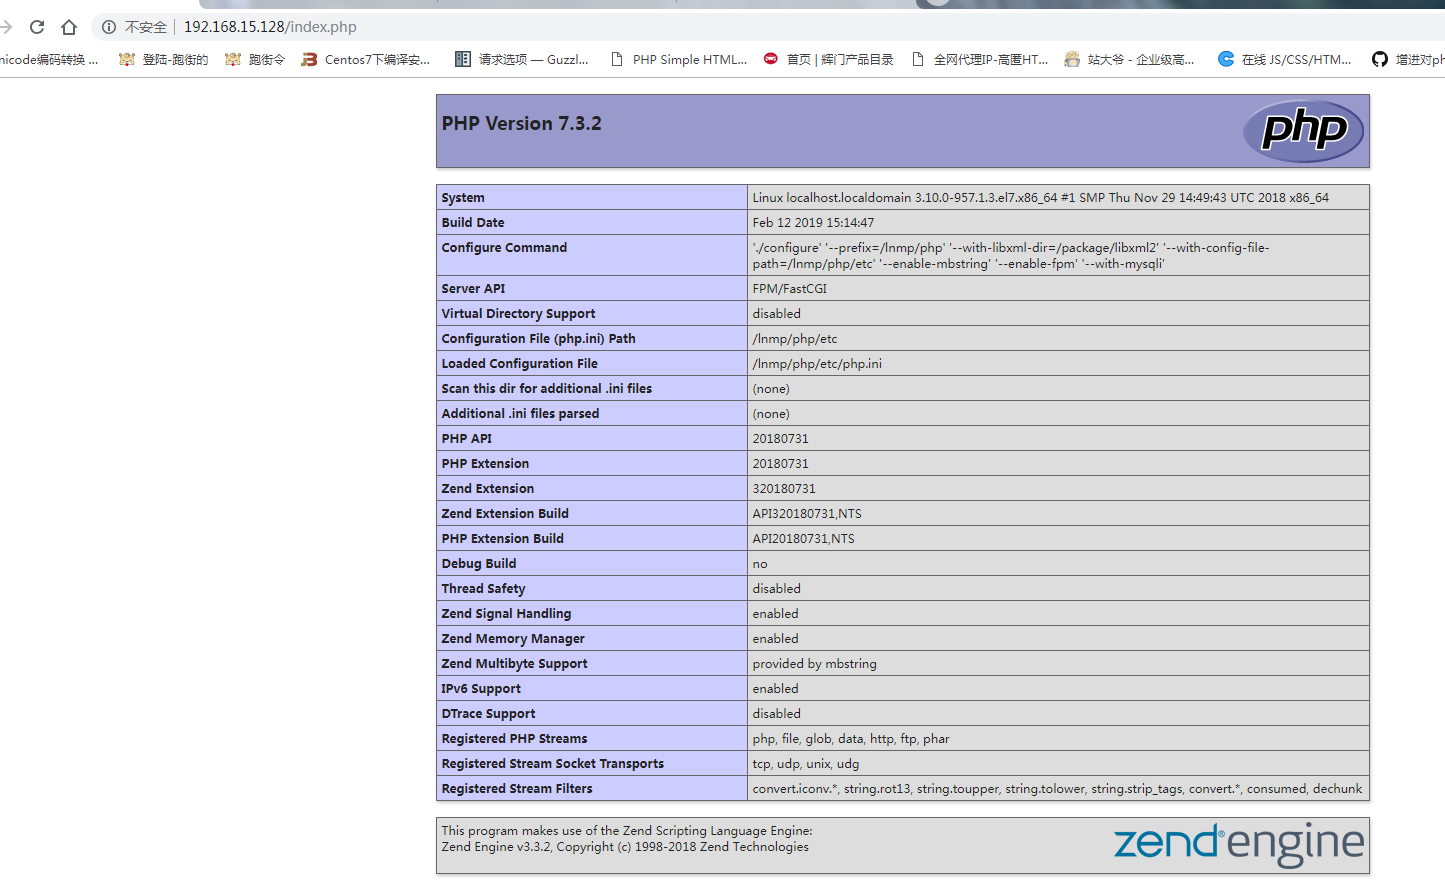 不安全 192.168.15.128/index.php
nicode编码转换 ... 登陆-跑街的 跑街令 Centos7下编译安... 请求选项 — Guzzl... PHP Simple HTML... 首页 | 辉门产品目录 全网代理IP-高匿HT... 站大爷 - 企业级高... 在线 JS/CSS/HTM... 增进对ph
PHP Version 7.3.2
php
System Linux localhost.localdomain 3.10.0-957.1.3.el7.x86_64 #1 SMP Thu Nov 29 14:49:43 UTC 2018 x86_64
Build Date Feb 12 2019 15:14:47
Configure Command './configure' '--prefix=/lnmp/php' '--with-libxml-dir=/package/libxml2' '--with-config-file-
path=/lnmp/php/etc' '--enable-mbstring' '--enable-fpm' '--with-mysqli'
Server API FPM/FastCGI
Virtual Directory Support disabled
Configuration File (php.ini) Path /lnmp/php/etc
Loaded Configuration File /lnmp/php/etc/php.ini
Scan this dir for additional .ini files (none)
Additional .ini files parsed (none)
PHP API 20180731
PHP Extension 20180731
Zend Extension 320180731
Zend Extension Build API320180731,NTS
PHP Extension Build API20180731,NTS
Debug Build no
Thread Safety disabled
Zend Signal Handling enabled
Zend Memory Manager enabled
Zend Multibyte Support provided by mbstring
IPv6 Support enabled
DTrace Support disabled
Registered PHP Streams php, file, glob, data, http, ftp, phar
Registered Stream Socket Transports tcp, udp, unix, udg
Registered Stream Filters convert.iconv.*, string.rot13, string.toupper, string.tolower, string.strip_tags, convert.*, consumed, dechunk
This program makes use of the Zend Scripting Language Engine:
Zend Engine v3.3.2, Copyright (c) 1998-2018 Zend Technologies
zend® engine